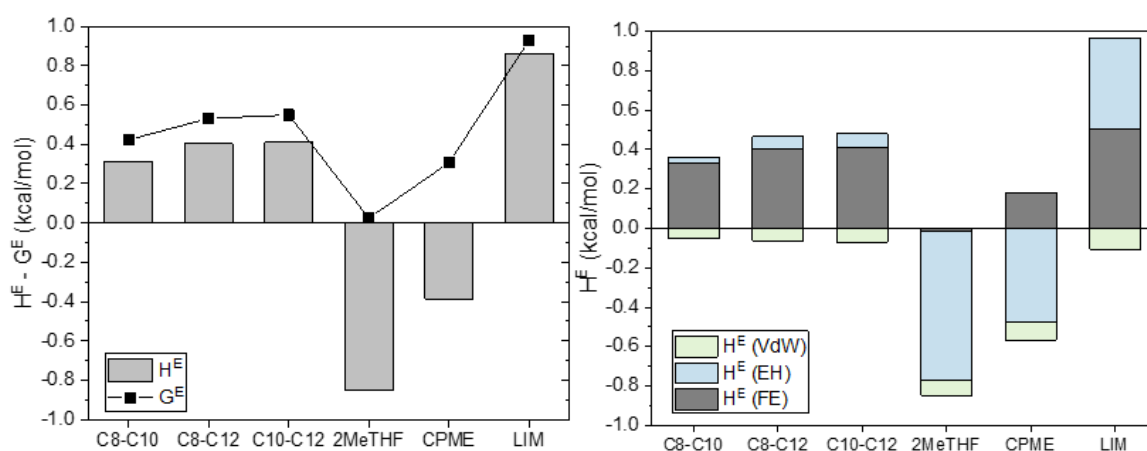 1.0
0.8
0.6
0.4
0.2
0.0
-0.2
-0.4
-0.6
-0.8
-1.0
H^E - G^E (kcal/mol)
H^E
G^E
C8-C10 C8-C12 C10-C12 2MeTHF CPME LIM
1.0
0.8
0.6
0.4
0.2
0.0
-0.2
-0.4
-0.6
-0.8
-1.0
H^E (kcal/mol)
H^E (VdW)
H^E (EH)
H^E (FE)
C8-C10 C8-C12 C10-C12 2MeTHF CPME LIM